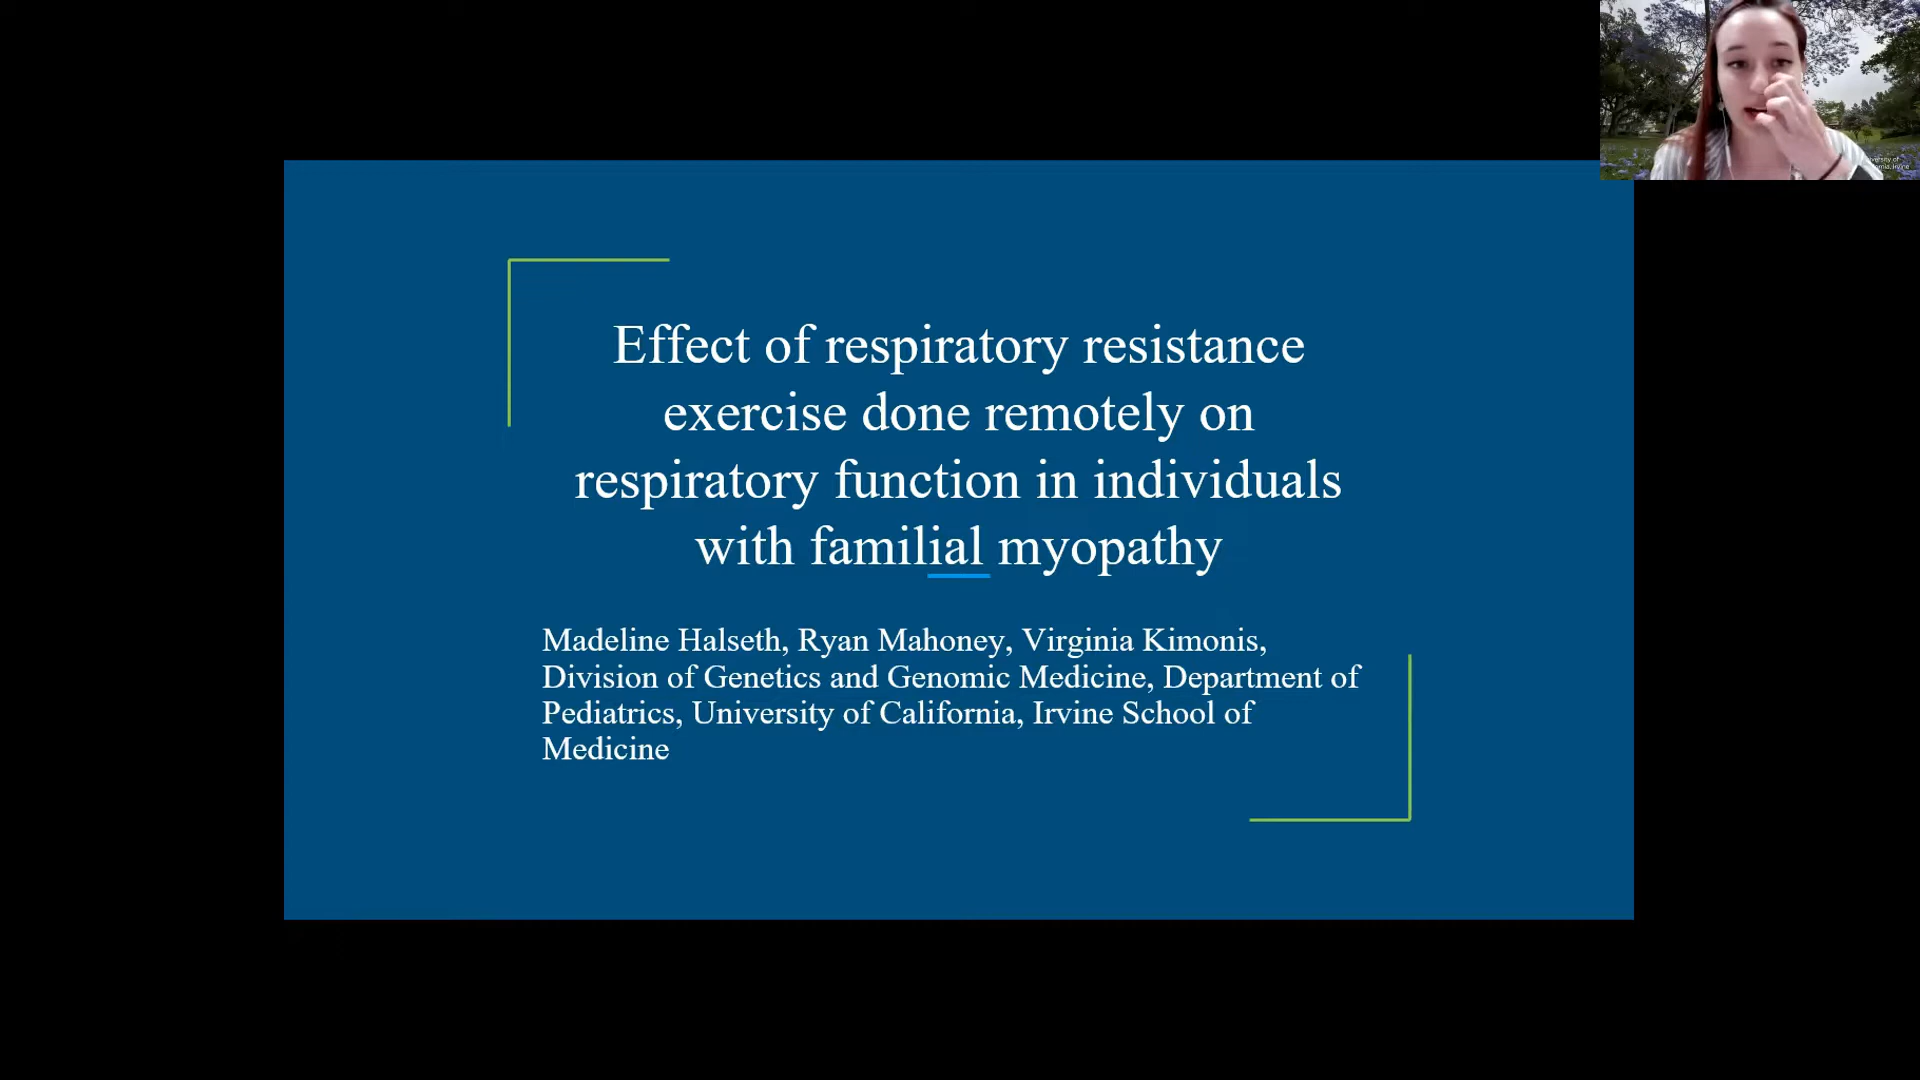 Effect of respiratory resistance
exercise done remotely on
respiratory function in individuals
with familial myopathy
Madeline Halseth, Ryan Mahoney, Virginia Kimonis,
Division of Genetics and Genomic Medicine, Department of
Pediatrics, University of California, Irvine School of
Medicine